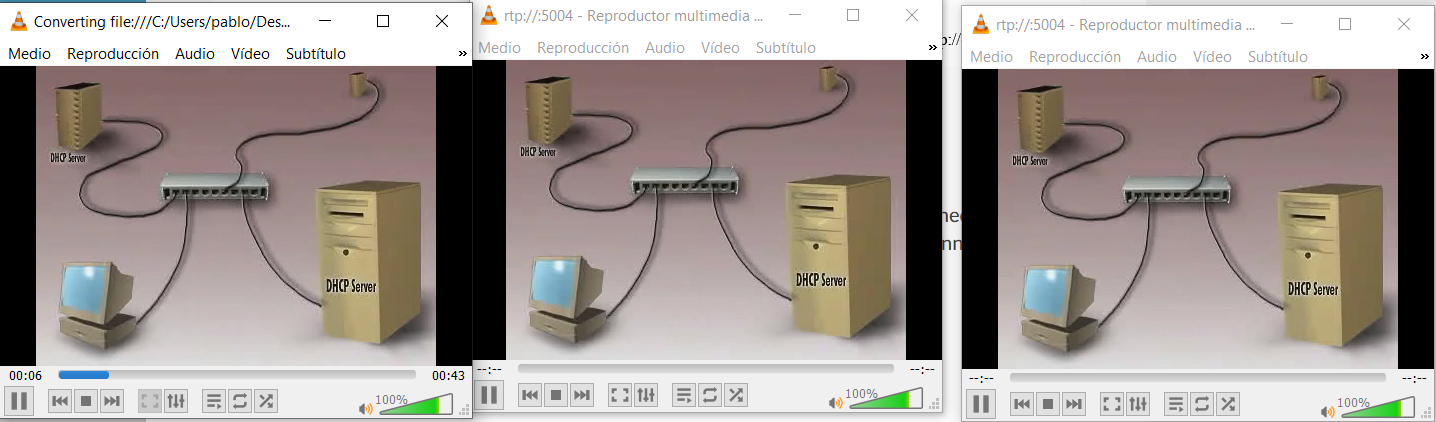 Converting file:///C:/Users/pablo/Des...
Medio Reproducción Audio Vídeo Subtítulo »
DHCP Server
DHCP Server
00:06 00:43
100%
rtp://:5004 - Reproductor multimedia ...
Medio Reproducción Audio Vídeo Subtítulo »
DHCP Server
DHCP Server
--:-- --:--
100%
p://
nec
nn
rtp://:5004 - Reproductor multimedia ...
Medio Reproducción Audio Vídeo Subtítulo »
DHCP Server
DHCP Server
--:-- --:--
100%